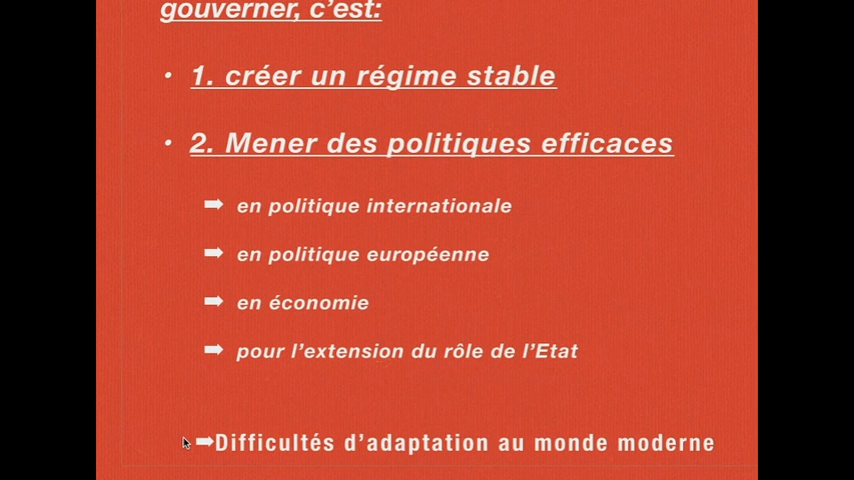 gouverner, c’est:
• 1. créer un régime stable
• 2. Mener des politiques efficaces
➡ en politique internationale
➡ en politique européenne
➡ en économie
➡ pour l’extension du rôle de l’Etat
➡Difficultés d’adaptation au monde moderne